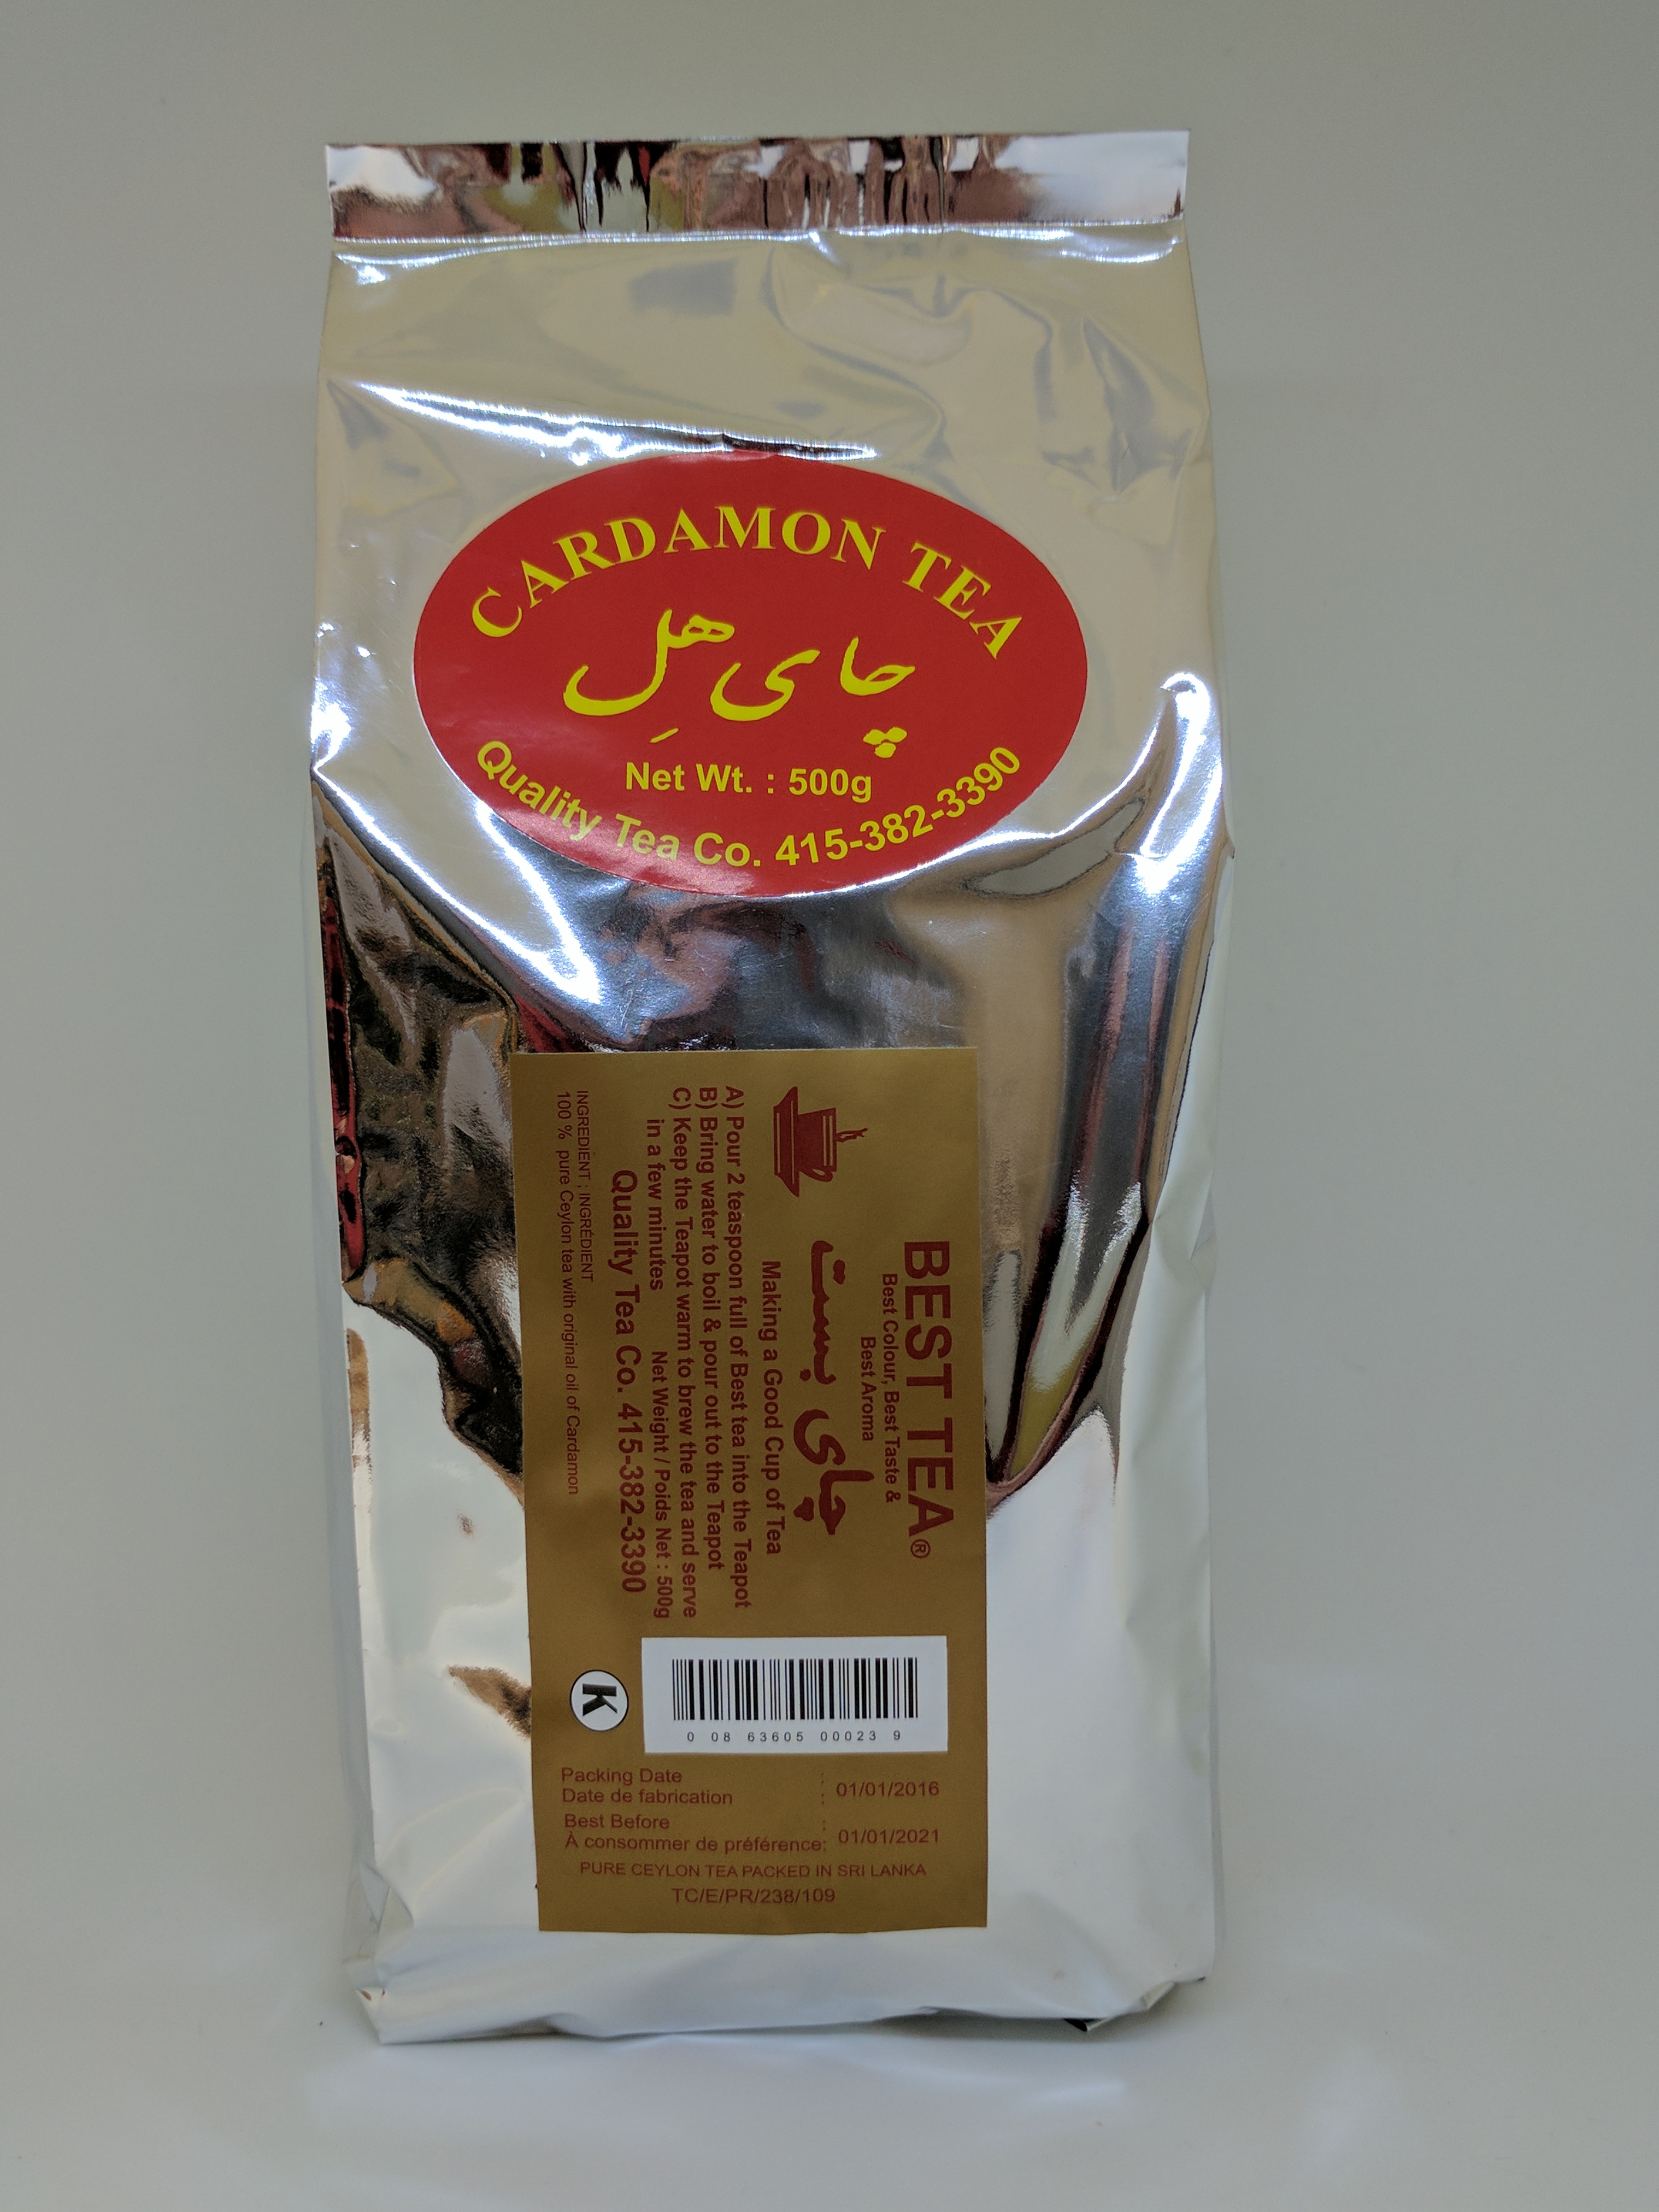 CARDAMON TEA
چای هلِ
Net Wt. : 500g
Quality Tea Co. 415-382-3390
BEST TEA®
Best Colour, Best Taste &
Best Aroma
چای بست
Making a Good Cup of Tea
A) Pour 2 teaspoon full of Best tea into the Teapot
B) Bring water to boil & pour out to the Teapot
C) Keep the Teapot warm to brew the tea and serve
in a few minutes Net Weight / Poids Net : 500g
Quality Tea Co. 415-382-3390
INGREDIENT ; INGRÉDIENT
100 % pure Ceylon tea with original oil of Cardamon
K
0 08 63605 00023 9
Packing Date
Date de fabrication : 01/01/2016
Best Before
À consommer de préférence: 01/01/2021
PURE CEYLON TEA PACKED IN SRI LANKA
TC/E/PR/238/109